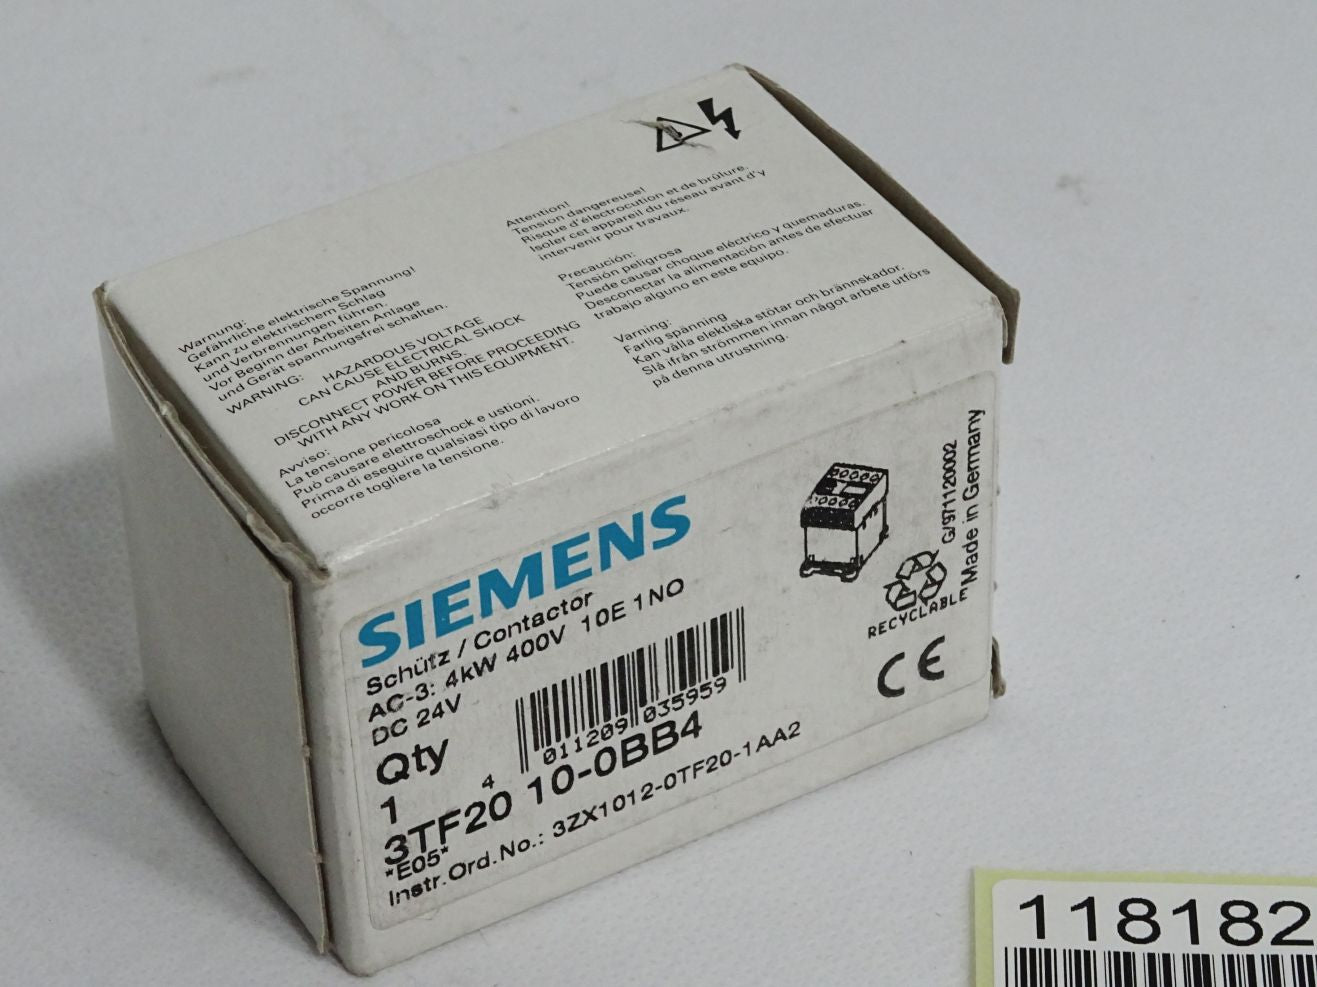 Warnung:
Gefährliche elektrische Spannung!
Kann zu elektrischem Schlag
und Verbrennungen führen.
Vor Beginn der Arbeiten Anlage
und Gerät spannungsfrei schalten.
WARNING: HAZARDOUS VOLTAGE
CAN CAUSE ELECTRICAL SHOCK
AND BURNS.
DISCONNECT POWER BEFORE PROCEEDING
WITH ANY WORK ON THIS EQUIPMENT.
Avviso:
La tensione pericolosa
Può causare elettroschock e ustioni.
Prima di eseguire qualsiasi tipo di lavoro
occorre togliere la tensione.
Attention!
Tension dangereuse!
Risque d'électrocution et de brûlure.
Isoler cet appareil du réseau avant d'y
intervenir pour travaux.
Precaución:
Tensión peligrosa
Puede causar choque eléctrico y quemaduras.
Desconectar la alimentación antes de efectuar
trabajo alguno en este equipo.
Varning:
Farlig spänning
Kan vålla elektiska stötar och brännskador.
Slå ifrån strömmen innan något arbete utförs
på denna utrustning.
SIEMENS
Schütz / Contactor
AC-3: 4kW 400V 10E 1NO
DC 24V
Qty
1
4 011209 035959
3TF20 10-0BB4
*E05*
Instr.Ord.No.: 3ZX1012-0TF20-1AA2
RECYCLABLE
CE
G/971120002
Made in Germany
118182